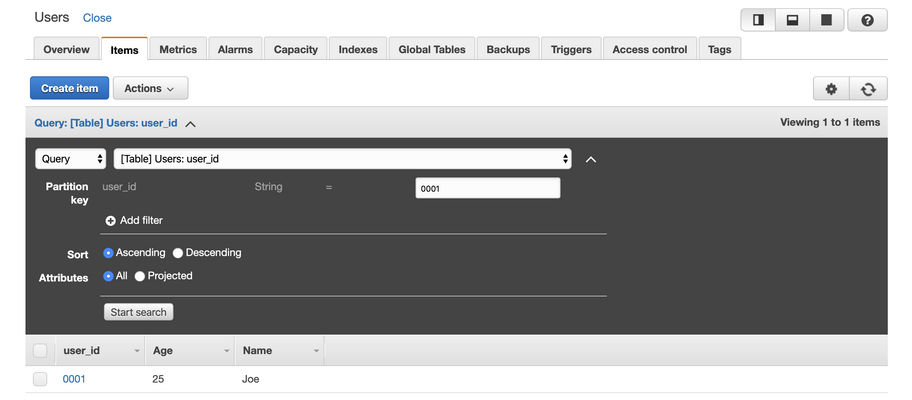 Users Close
Overview Items Metrics Alarms Capacity Indexes Global Tables Backups Triggers Access control Tags
Create item Actions
Query: [Table] Users: user_id Viewing 1 to 1 items
Query [Table] Users: user_id
Partition key user_id String = 0001
Add filter
Sort Ascending Descending
Attributes All Projected
Start search
user_id Age Name
0001 25 Joe